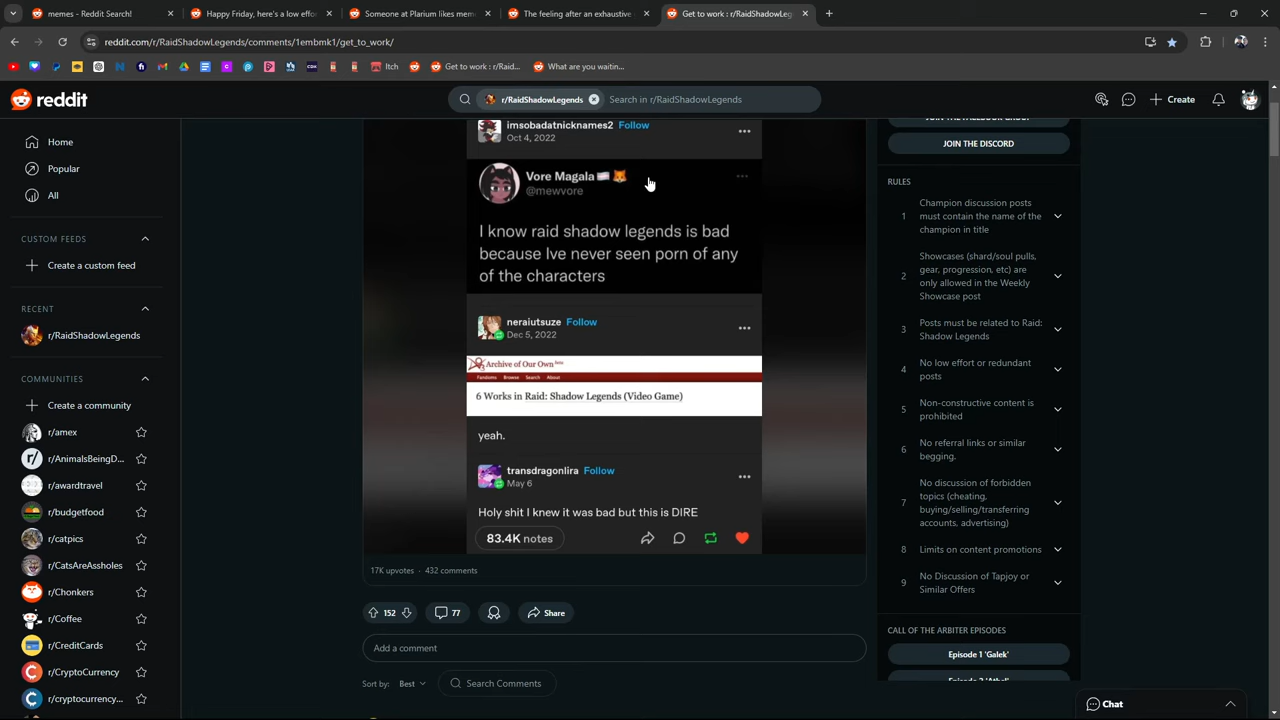 memes - Reddit Search!
Happy Friday, here's a low effo
Someone at Plarium likes mem
The feeling after an exhaustive
Get to work : r/RaidShadowLeg
reddit.com/r/RaidShadowLegends/comments/1embmk1/get_to_work/
Itch
Get to work : r/Raid...
What are you waitin...
reddit
r/RaidShadowLegends
Search in r/RaidShadowLegends
Create
Home
Popular
All
CUSTOM FEEDS
Create a custom feed
RECENT
r/RaidShadowLegends
COMMUNITIES
Create a community
r/amex
r/AnimalsBeingD...
r/awardtravel
r/budgetfood
r/catpics
r/CatsAreAssholes
r/Chonkers
r/Coffee
r/CreditCards
r/CryptoCurrency
r/cryptocurrency...
imsobadatnicknames2 Follow
Oct 4, 2022
Vore Magala
@mewvore
I know raid shadow legends is bad
because Ive never seen porn of any
of the characters
neraiutsuze Follow
Dec 5, 2022
Archive of Our Own beta
Fandoms Browse Search About
6 Works in Raid: Shadow Legends (Video Game)
yeah.
transdragonlira Follow
May 6
Holy shit I knew it was bad but this is DIRE
83.4K notes
17K upvotes · 432 comments
152
77
Share
Add a comment
Sort by: Best
Search Comments
JOIN THE FACEBOOK GROUP
JOIN THE DISCORD
RULES
1 Champion discussion posts
must contain the name of the
champion in title
2 Showcases (shard/soul pulls,
gear, progression, etc) are
only allowed in the Weekly
Showcase post
3 Posts must be related to Raid:
Shadow Legends
4 No low effort or redundant
posts
5 Non-constructive content is
prohibited
6 No referral links or similar
begging.
7 No discussion of forbidden
topics (cheating,
buying/selling/transferring
accounts, advertising)
8 Limits on content promotions
9 No Discussion of Tapjoy or
Similar Offers
CALL OF THE ARBITER EPISODES
Episode 1 'Galek'
Episode 2 'Athel'
Chat